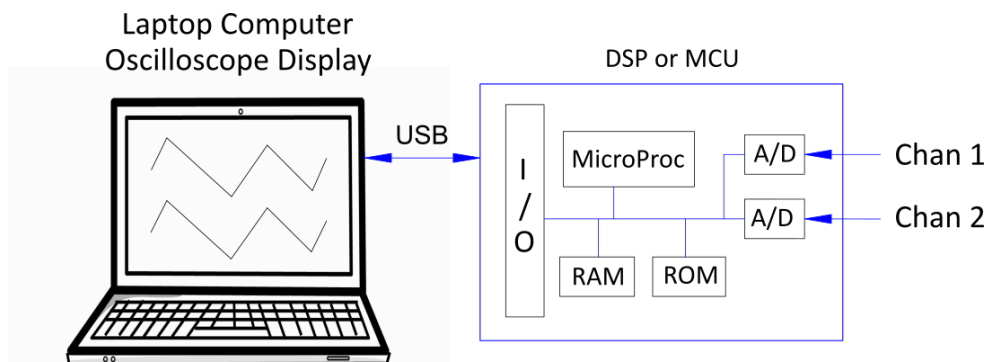 Laptop Computer
Oscilloscope Display
DSP or MCU
USB
I
/
O
MicroProc
A/D
Chan 1
A/D
Chan 2
RAM
ROM